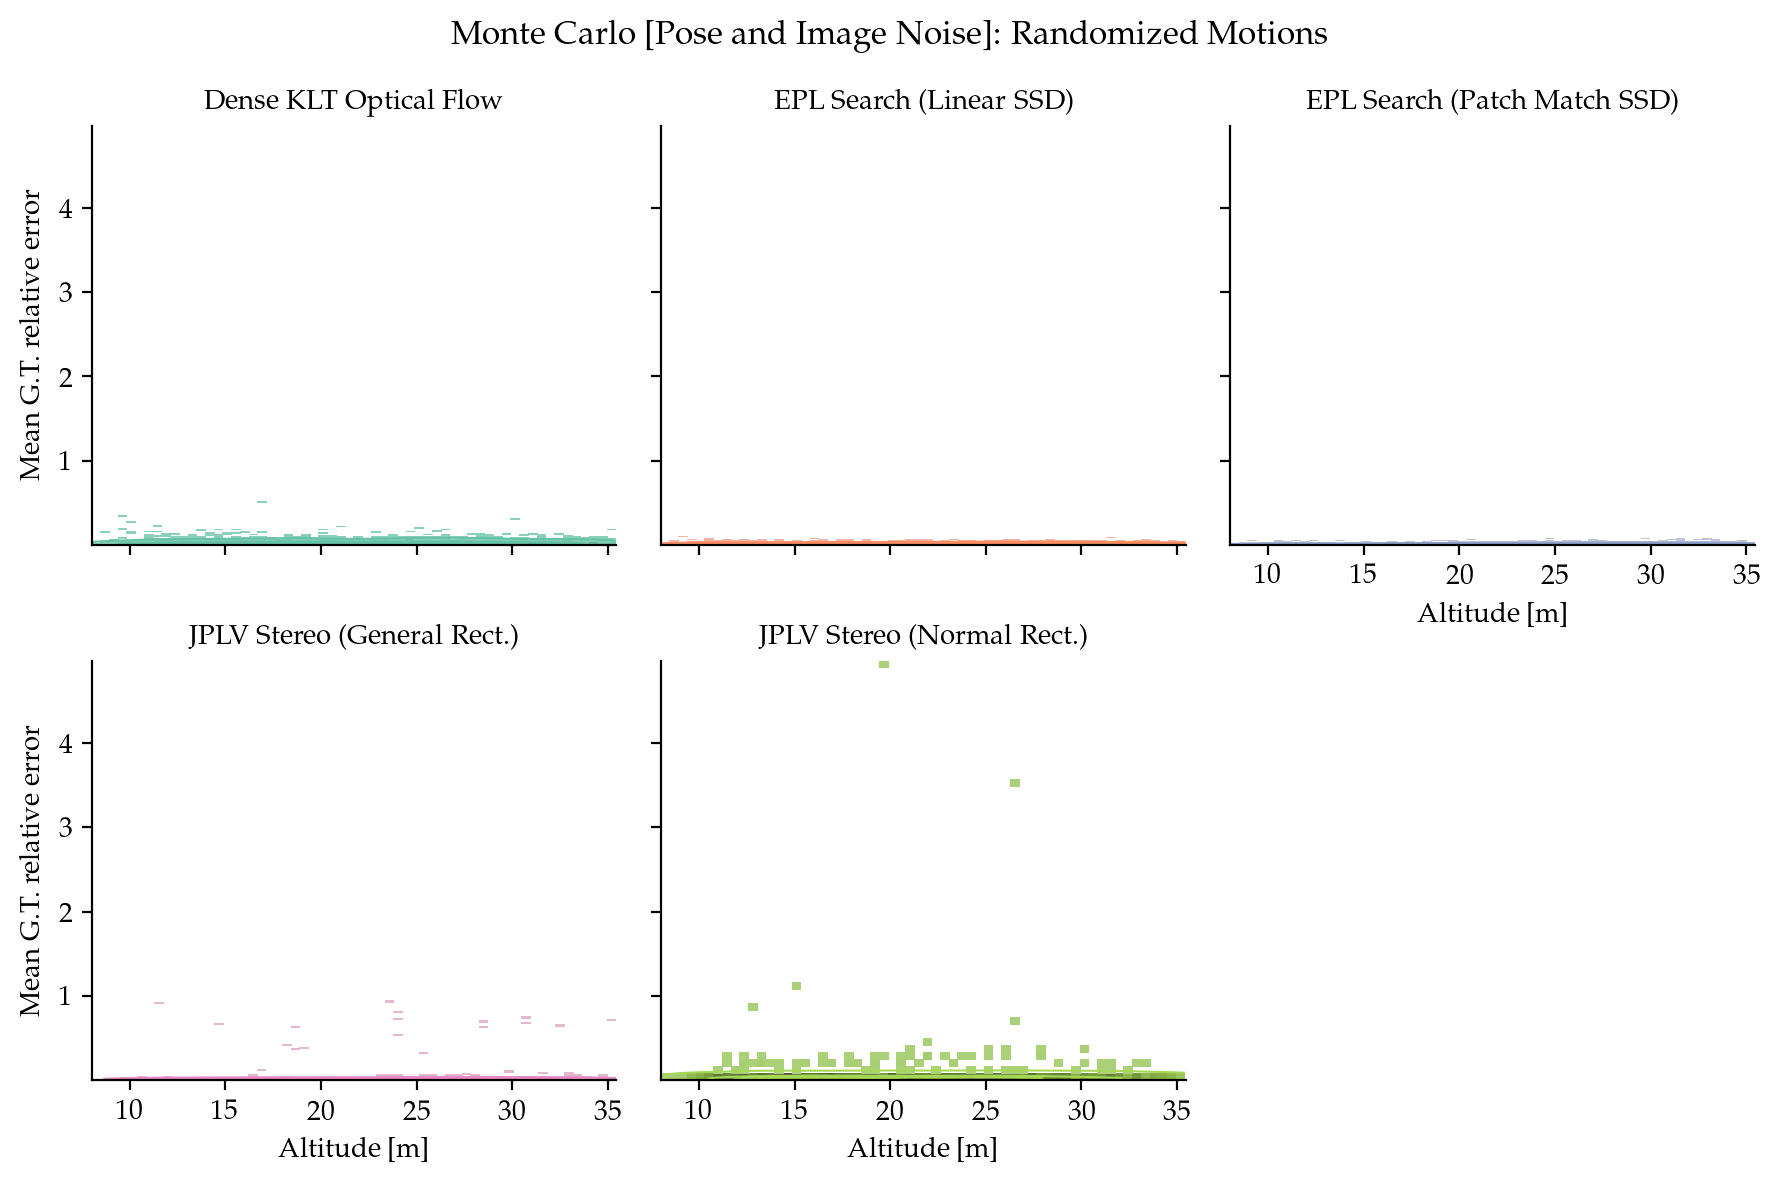 Monte Carlo [Pose and Image Noise]: Randomized Motions
Dense KLT Optical Flow
EPL Search (Linear SSD)
EPL Search (Patch Match SSD)
Mean G.T. relative error
4
3
2
1
10 15 20 25 30 35
Altitude [m]
JPLV Stereo (General Rect.)
JPLV Stereo (Normal Rect.)
Mean G.T. relative error
4
3
2
1
10 15 20 25 30 35
10 15 20 25 30 35
Altitude [m]
Altitude [m]